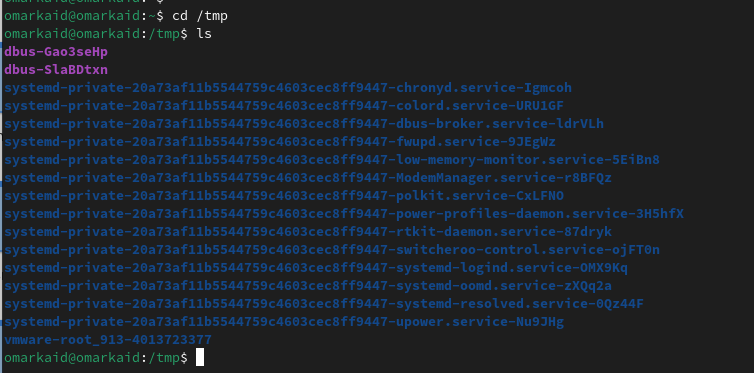 omarkaid@omarkaid:~$ cd /tmp
omarkaid@omarkaid:/tmp$ ls
dbus-Gao3seHp
dbus-SlaBDtxn
systemd-private-20a73af11b5544759c4603cec8ff9447-chronyd.service-Igmcoh
systemd-private-20a73af11b5544759c4603cec8ff9447-colord.service-URU1GF
systemd-private-20a73af11b5544759c4603cec8ff9447-dbus-broker.service-ldrVLh
systemd-private-20a73af11b5544759c4603cec8ff9447-fwupd.service-9JEgWz
systemd-private-20a73af11b5544759c4603cec8ff9447-low-memory-monitor.service-5EiBn8
systemd-private-20a73af11b5544759c4603cec8ff9447-ModemManager.service-r8BFQz
systemd-private-20a73af11b5544759c4603cec8ff9447-polkit.service-CxLFNO
systemd-private-20a73af11b5544759c4603cec8ff9447-power-profiles-daemon.service-3H5hfX
systemd-private-20a73af11b5544759c4603cec8ff9447-rtkit-daemon.service-87dryk
systemd-private-20a73af11b5544759c4603cec8ff9447-switcheroo-control.service-ojFT0n
systemd-private-20a73af11b5544759c4603cec8ff9447-systemd-logind.service-OMX9Kq
systemd-private-20a73af11b5544759c4603cec8ff9447-systemd-oomd.service-zXQq2a
systemd-private-20a73af11b5544759c4603cec8ff9447-systemd-resolved.service-0Qz44F
systemd-private-20a73af11b5544759c4603cec8ff9447-upower.service-Nu9JHg
vmware-root_913-4013723377
omarkaid@omarkaid:/tmp$